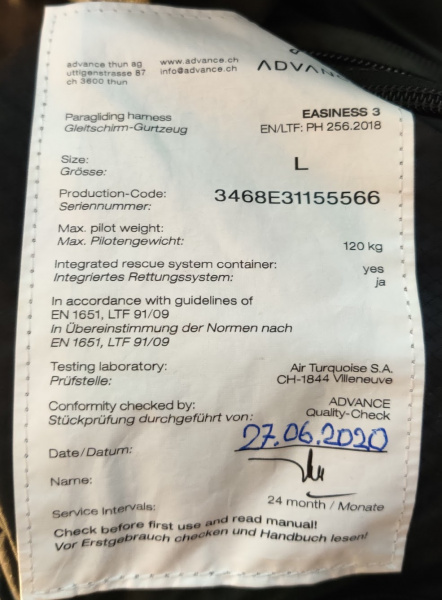 advance thun ag
uttigenstrasse 87
ch 3600 thun
www.advance.ch
info@advance.ch
Paragliding harness
Gleitschirm-Gurtzeug
EASINESS 3
EN/LTF: PH 256.2018
Size:
Grösse:
L
Production-Code:
Seriennummer:
3468E31155566
Max. pilot weight:
Max. Pilotengewicht:
120 kg
Integrated rescue system container:
Integriertes Rettungssystem:
yes
ja
In accordance with guidelines of
EN 1651, LTF 91/09
In Übereinstimmung der Normen nach
EN 1651, LTF 91/09
Testing laboratory:
Prüfstelle:
Air Turquoise S.A.
CH-1844 Villeneuve
Conformity checked by:
Stückprüfung durchgeführt von:
ADVANCE
Quality-Check
Date/Datum:
27.06.2020
Name:
Service Intervals:
24 month / Monate
Check before first use and read manual!
Vor Erstgebrauch checken und Handbuch lesen!